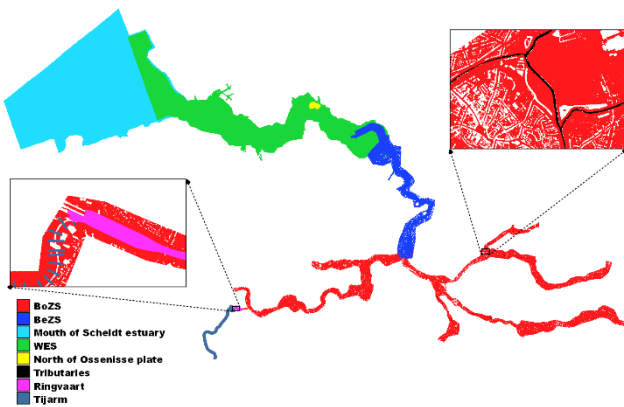 BoZS
BeZS
Mouth of Scheldt estuary
WES
North of Ossenisse plate
Tributaries
Ringvaart
Tijarm